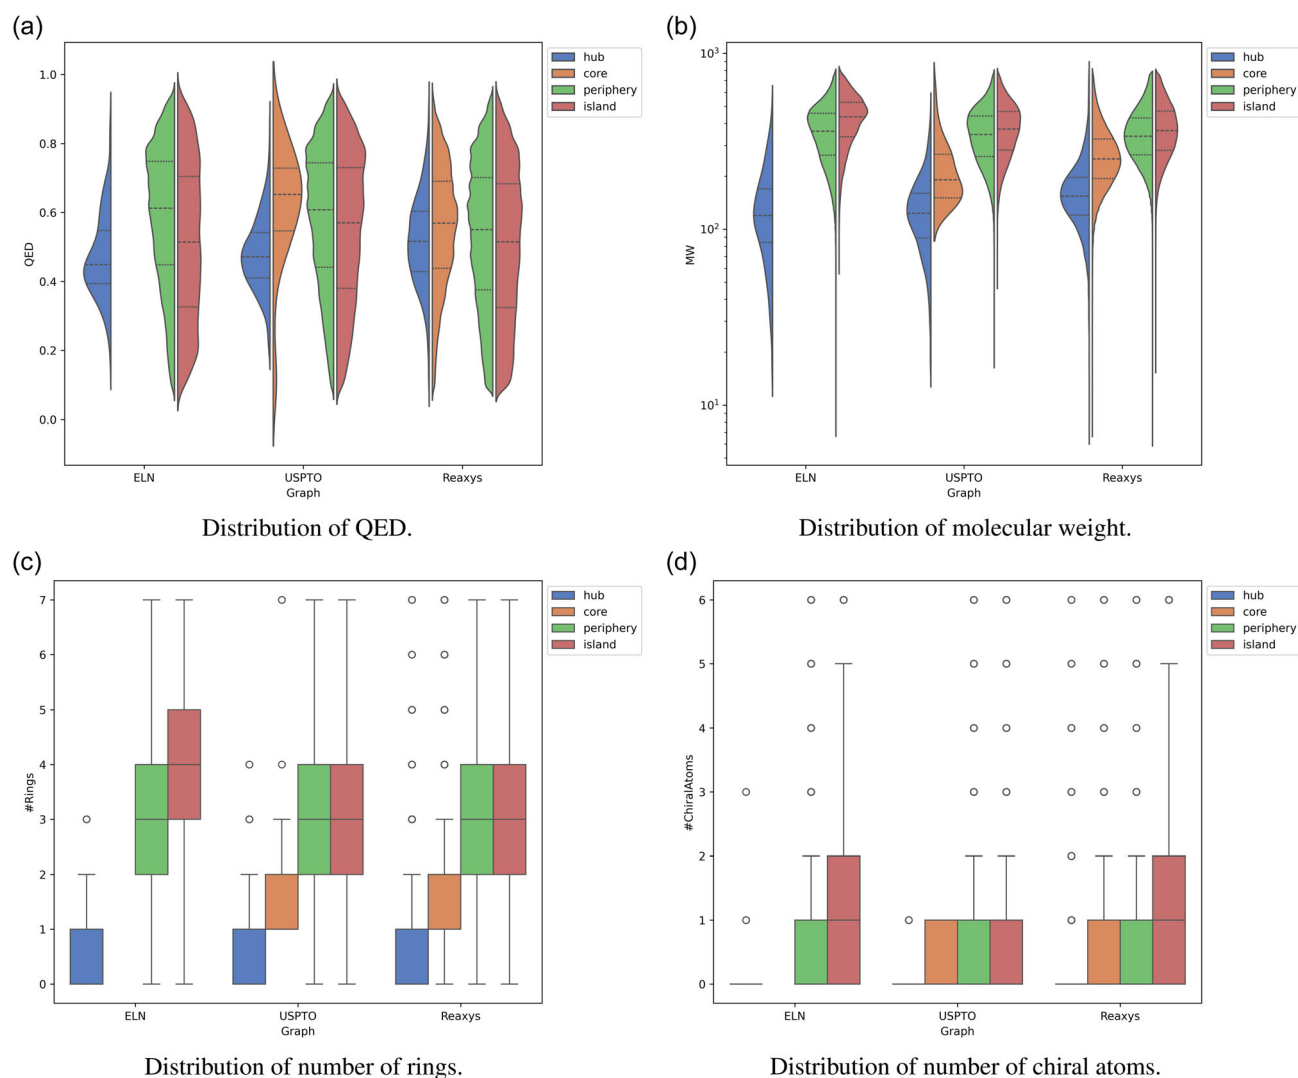 (a)
1.0
0.8
0.6
0.4
0.2
0.0
QED
ELN USPTO Reaxys
Graph
hub
core
periphery
island
Distribution of QED.
(b)
10³
10²
10¹
MW
ELN USPTO Reaxys
Graph
hub
core
periphery
island
Distribution of molecular weight.
(c)
7
6
5
4
3
2
1
0
#Rings
ELN USPTO Reaxys
Graph
hub
core
periphery
island
Distribution of number of rings.
(d)
6
5
4
3
2
1
0
#ChiralAtoms
ELN USPTO Reaxys
Graph
hub
core
periphery
island
Distribution of number of chiral atoms.